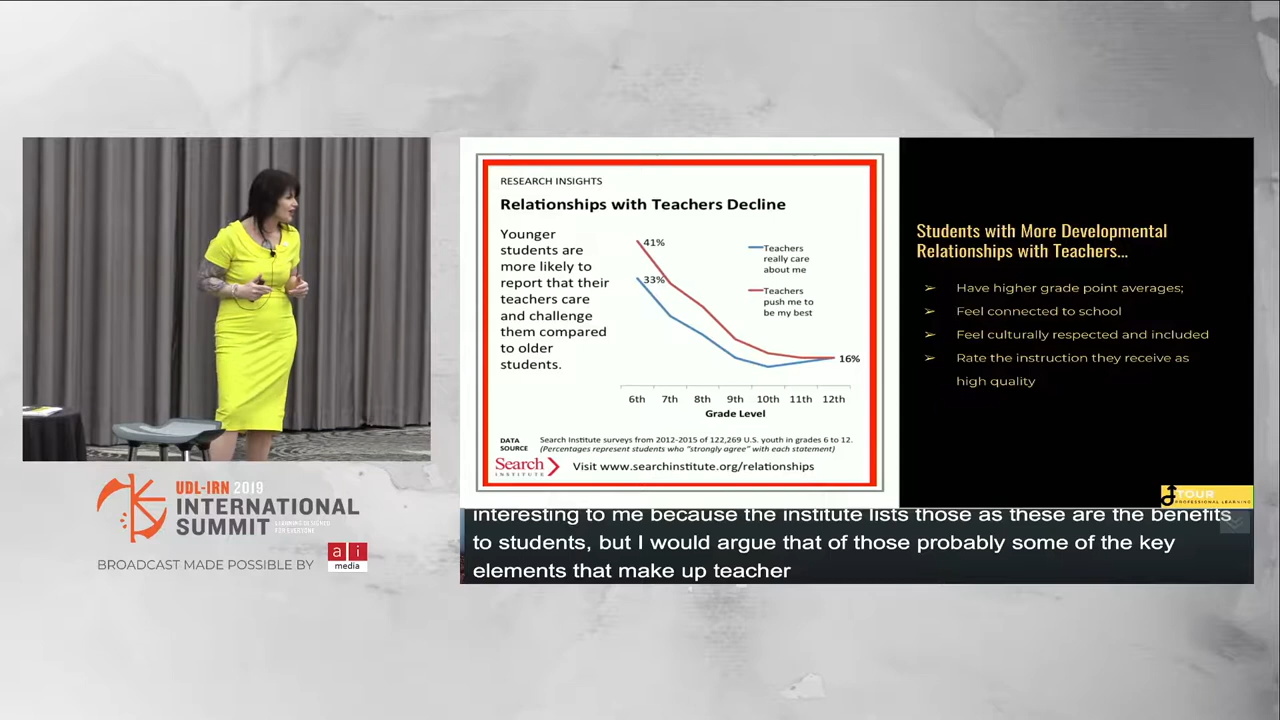 RESEARCH INSIGHTS
Relationships with Teachers Decline
Younger
students are
more likely to
report that their
teachers care
and challenge
them compared
to older
students.
41%
33%
16%
Teachers
really care
about me
Teachers
push me to
be my best
6th 7th 8th 9th 10th 11th 12th
Grade Level
DATA
SOURCE
Search Institute surveys from 2012-2015 of 122,269 U.S. youth in grades 6 to 12.
(Percentages represent students who "strongly agree" with each statement)
Search
INSTITUTE
Visit www.searchinstitute.org/relationships
Students with More Developmental
Relationships with Teachers...
➢ Have higher grade point averages;
➢ Feel connected to school
➢ Feel culturally respected and included
➢ Rate the instruction they receive as
high quality
TOUR
PROFESSIONAL LEARNING
interesting to me because the institute lists those as these are the benefits
to students, but I would argue that of those probably some of the key
elements that make up teacher
UDL-IRN 2019
INTERNATIONAL
SUMMIT
LEARNING DESIGNED
FOR EVERYONE
BROADCAST MADE POSSIBLE BY
ai
media